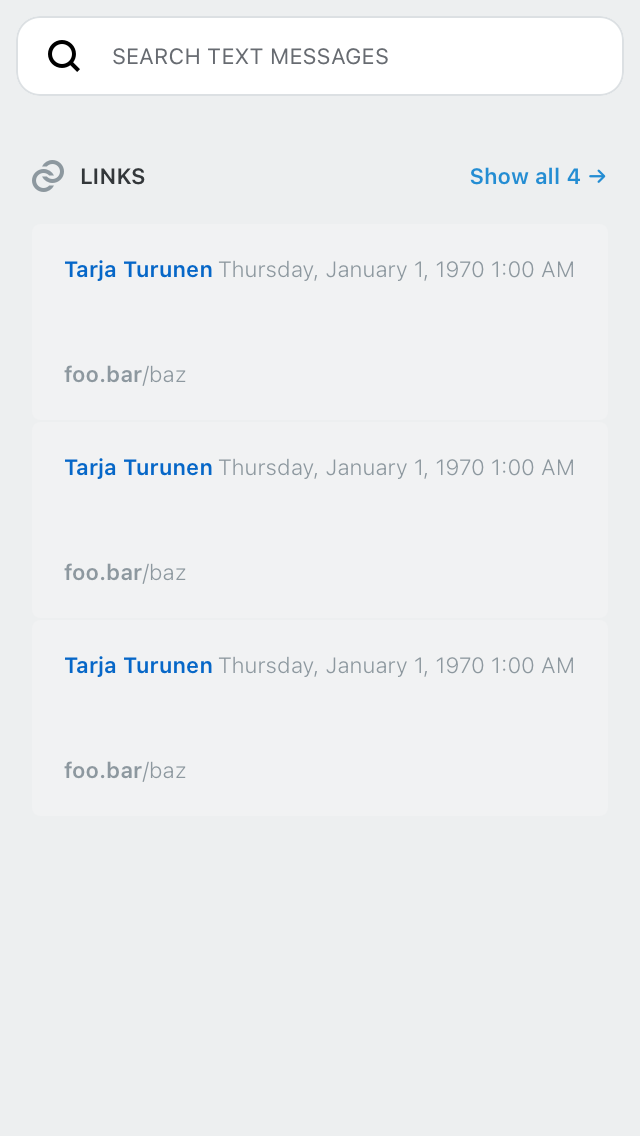 SEARCH TEXT MESSAGES
LINKS Show all 4 →
Tarja Turunen Thursday, January 1, 1970 1:00 AM
foo.bar/baz
Tarja Turunen Thursday, January 1, 1970 1:00 AM
foo.bar/baz
Tarja Turunen Thursday, January 1, 1970 1:00 AM
foo.bar/baz